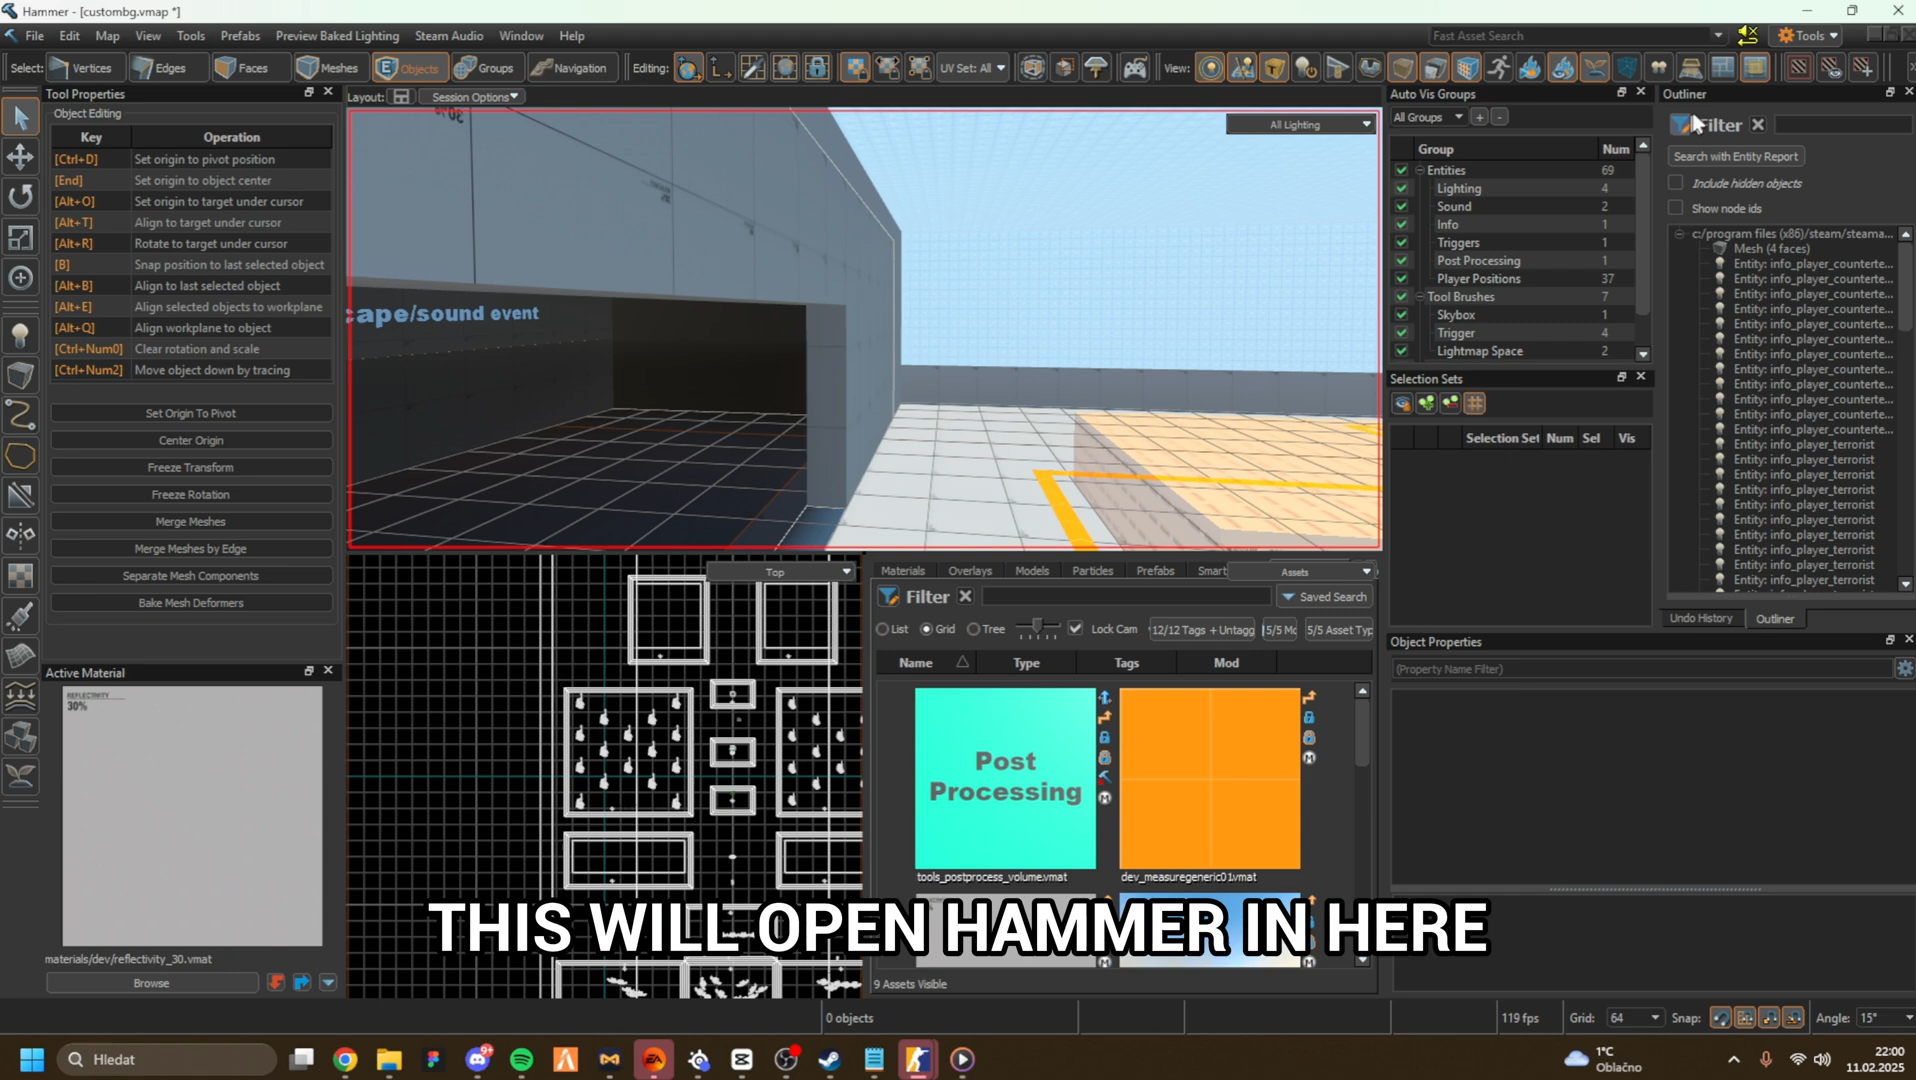 Hammer - [custombg.vmap *]
File Edit Map View Tools Prefabs Preview Baked Lighting Steam Audio Window Help
Fast Asset Search
Tools
Select: Vertices Edges Faces Meshes Objects Groups Navigation Editing: UV Set: All View:
Tool Properties
Object Editing
Key Operation
[Ctrl+D] Set origin to pivot position
[End] Set origin to object center
[Alt+O] Set origin to target under cursor
[Alt+T] Align to target under cursor
[Alt+R] Rotate to target under cursor
[B] Snap position to last selected object
[Alt+B] Align to last selected object
[Alt+E] Align selected objects to workplane
[Alt+Q] Align workplane to object
[Ctrl+Num0] Clear rotation and scale
[Ctrl+Num2] Move object down by tracing
Set Origin To Pivot
Center Origin
Freeze Transform
Freeze Rotation
Merge Meshes
Merge Meshes by Edge
Separate Mesh Components
Bake Mesh Deformers
Active Material
REFLECTIVITY
30%
materials/dev/reflectivity_30.vmat
Browse
Layout: Session Options
All Lighting
cape/sound event
Top
Materials Overlays Models Particles Prefabs Smart Assets
Filter
Saved Search
List Grid Tree Lock Cam 12/12 Tags + Untagg 5/5 Mo 5/5 Asset Typ
Name Type Tags Mod
Post
Processing
tools_postprocess_volume.vmat
dev_measuregeneric01.vmat
9 Assets Visible
THIS WILL OPEN HAMMER IN HERE
Auto Vis Groups
All Groups + -
Group Num
Entities 69
Lighting 4
Sound 2
Info 1
Triggers 1
Post Processing 1
Player Positions 37
Tool Brushes 7
Skybox 1
Trigger 4
Lightmap Space 2
Selection Sets
Selection Set Num Sel Vis
Outliner
Filter
Search with Entity Report
Include hidden objects
Show node ids
c:/program files (x86)/steam/steama...
Mesh (4 faces)
Entity: info_player_counterte...
Entity: info_player_counterte...
Entity: info_player_counterte...
Entity: info_player_counterte...
Entity: info_player_counterte...
Entity: info_player_counterte...
Entity: info_player_counterte...
Entity: info_player_counterte...
Entity: info_player_counterte...
Entity: info_player_counterte...
Entity: info_player_counterte...
Entity: info_player_counterte...
Entity: info_player_terrorist
Entity: info_player_terrorist
Entity: info_player_terrorist
Entity: info_player_terrorist
Entity: info_player_terrorist
Entity: info_player_terrorist
Entity: info_player_terrorist
Entity: info_player_terrorist
Entity: info_player_terrorist
Entity: info_player_terrorist
Undo History Outliner
Object Properties
(Property Name Filter)
0 objects
119 fps Grid: 64 Snap: Angle: 15°
Hledat
1°C
Oblačno
22:00
11.02.2025